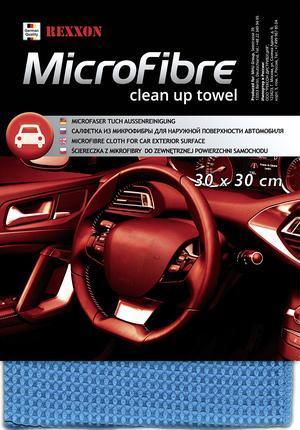 German
Quality
REXXON
MicroFibre
clean up towel
MICROFASER TUCH AUSSENREINIGUNG
САЛФЕТКА ИЗ МИКРОФИБРЫ ДЛЯ НАРУЖНОЙ ПОВЕРХНОСТИ АВТОМОБИЛЯ
MICROFIBRE CLOTH FOR CAR EXTERIOR SURFACE
ŚCIERECZKA Z MIKROFIBRY DO ZEWNĘTRZNEJ POWIERZCHNI SAMOCHODU
30 x 30 cm